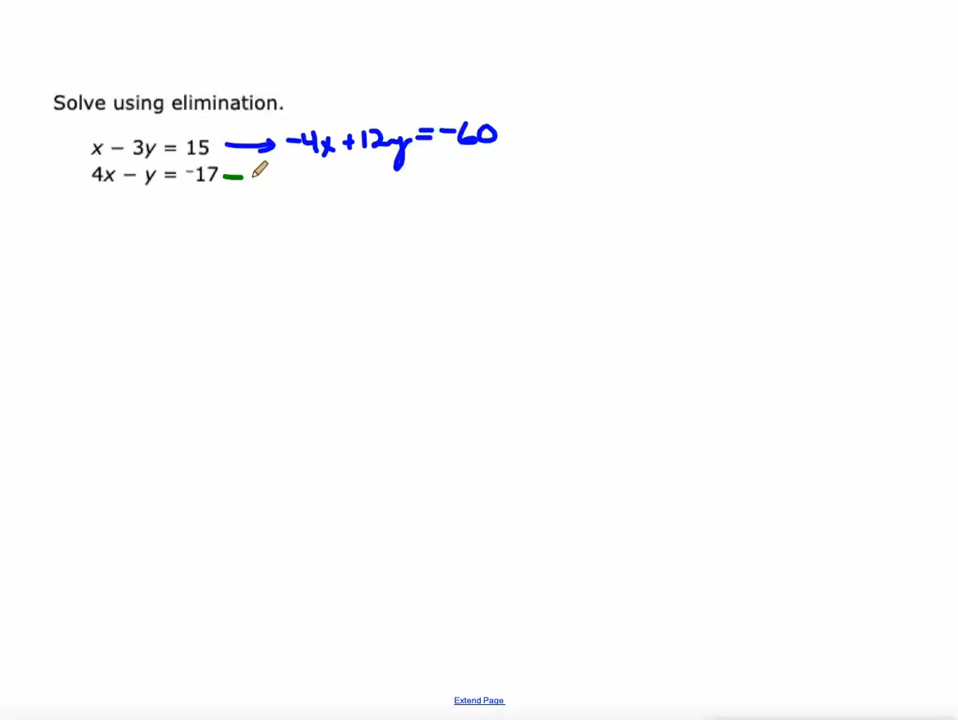 Solve using elimination.
x − 3y = 15 → -4x + 12y = -60
4x − y = ⁻17 -
Extend Page